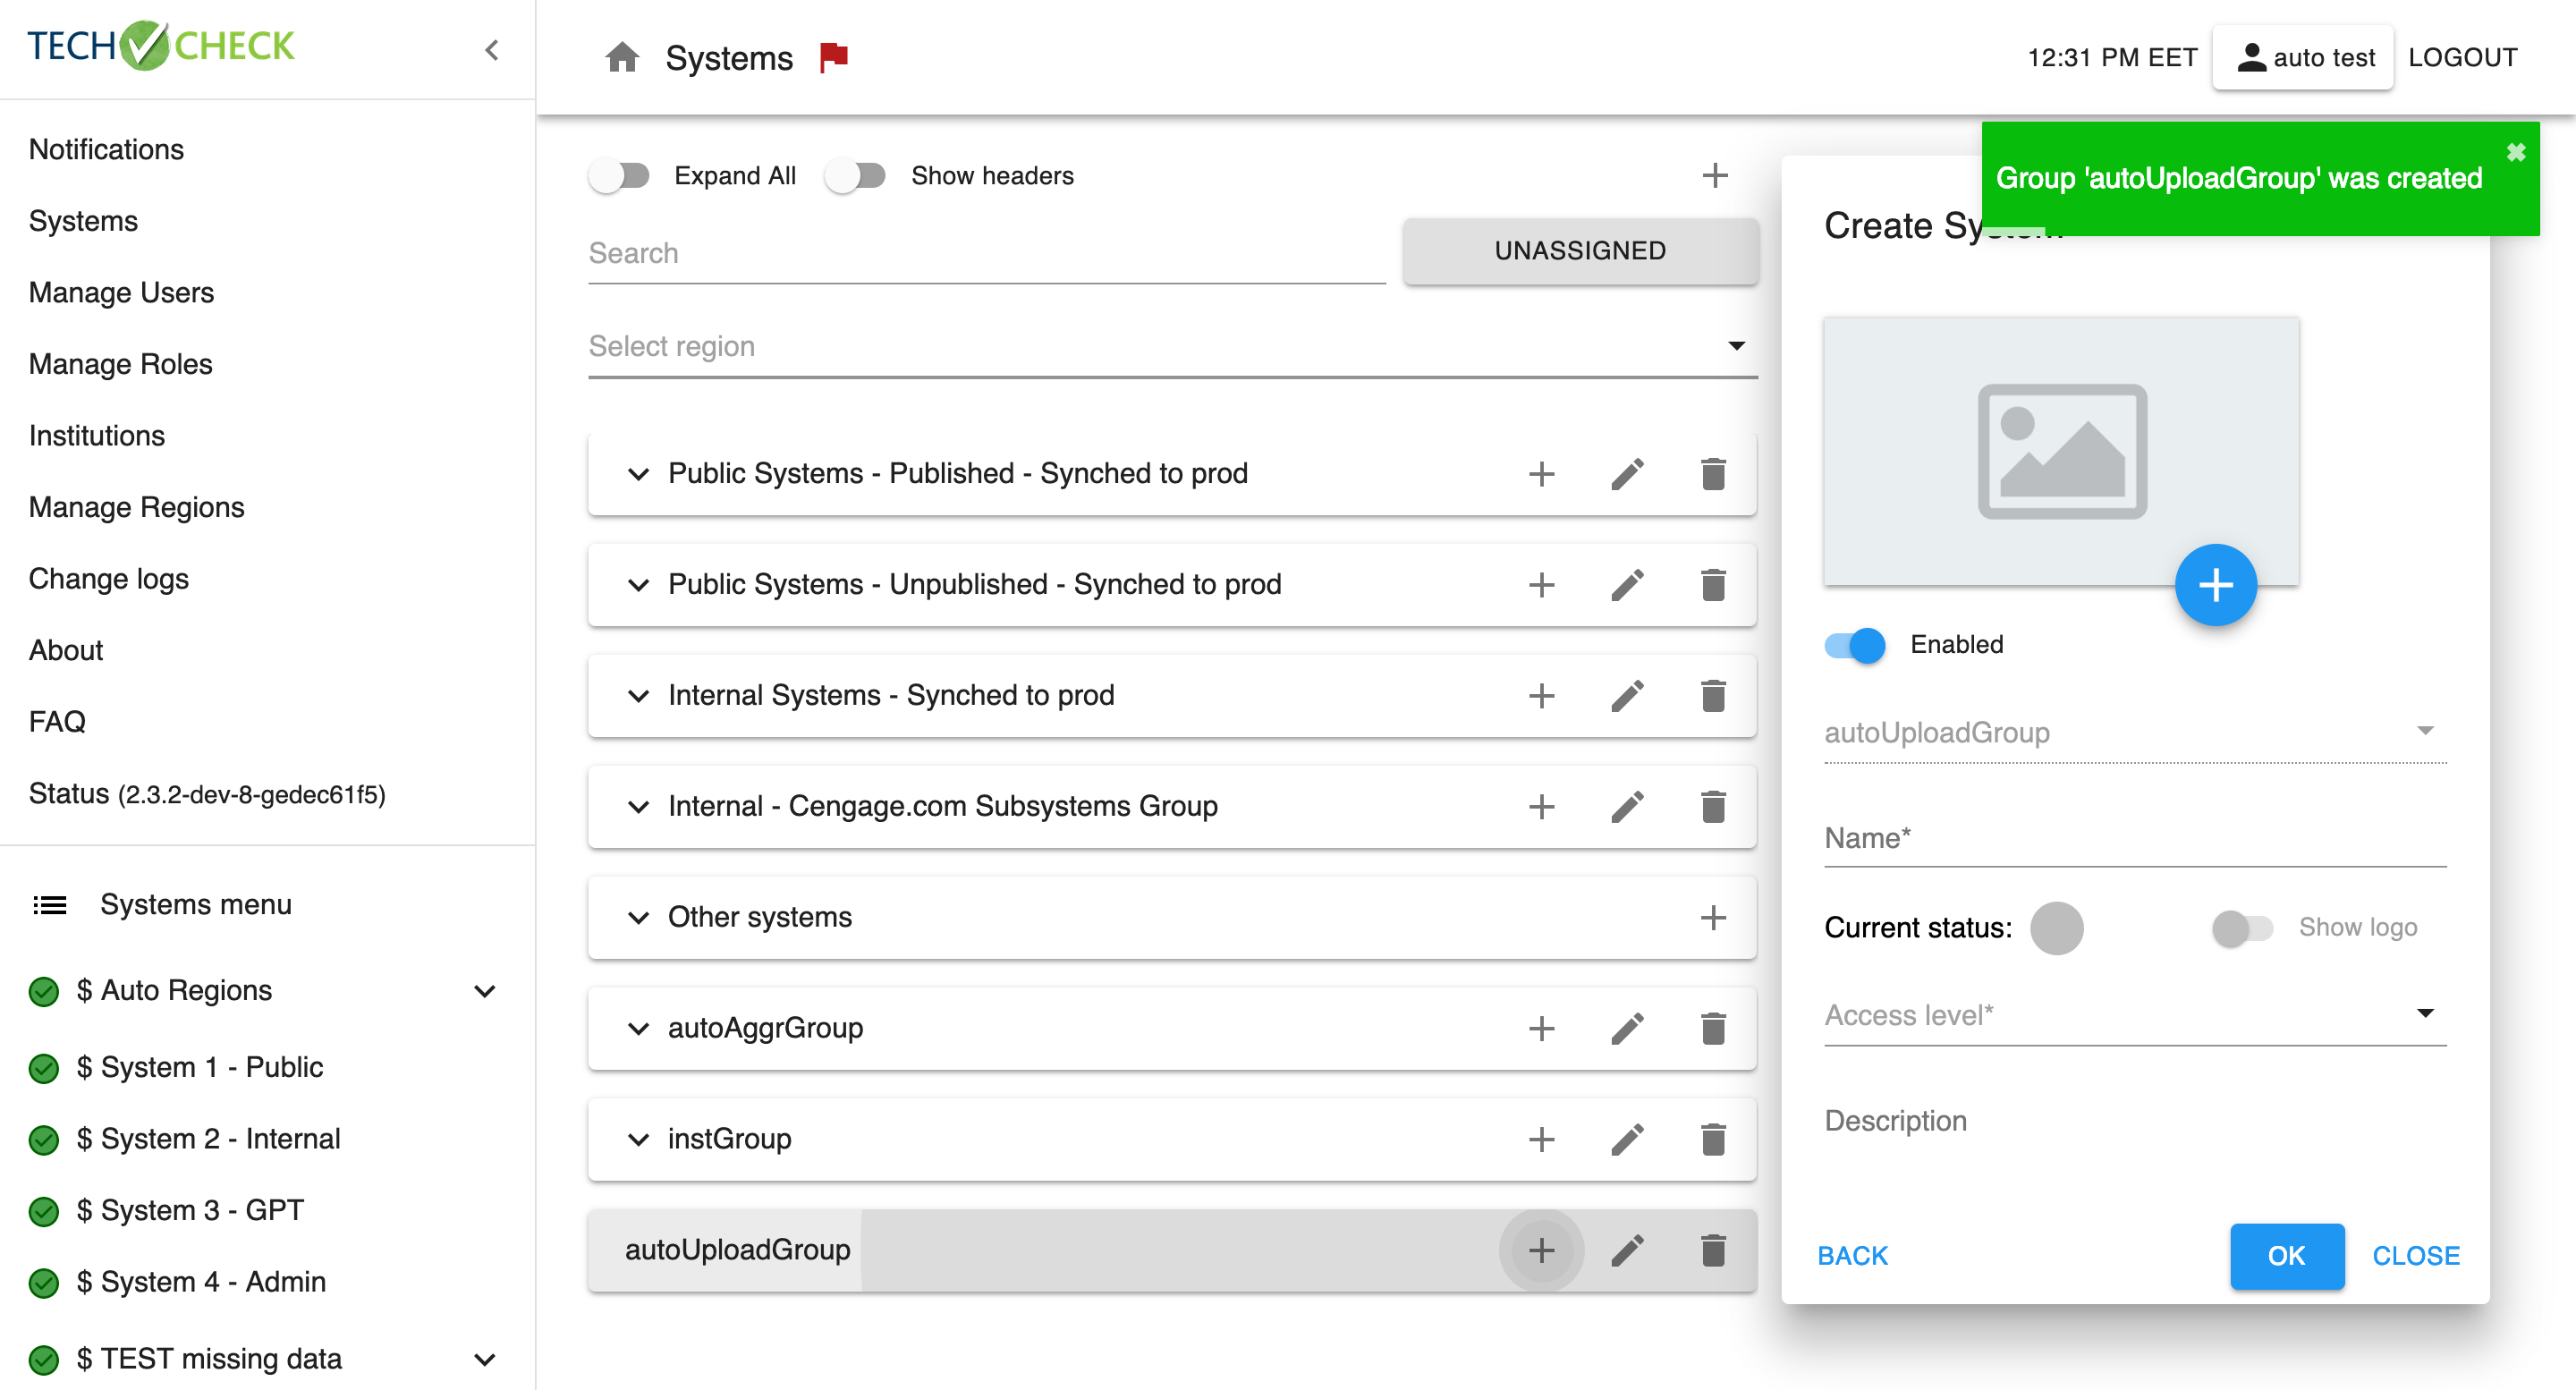 TECH CHECK
Systems
12:31 PM EET
auto test
LOGOUT
Notifications
Systems
Manage Users
Manage Roles
Institutions
Manage Regions
Change logs
About
FAQ
Status (2.3.2-dev-8-gedec61f5)
Systems menu
$ Auto Regions
$ System 1 - Public
$ System 2 - Internal
$ System 3 - GPT
$ System 4 - Admin
$ TEST missing data
Expand All
Show headers
Search
UNASSIGNED
Select region
Public Systems - Published - Synched to prod
Public Systems - Unpublished - Synched to prod
Internal Systems - Synched to prod
Internal - Cengage.com Subsystems Group
Other systems
autoAggrGroup
instGroup
autoUploadGroup
Group 'autoUploadGroup' was created
Create System
Enabled
autoUploadGroup
Name*
Current status:
Show logo
Access level*
Description
BACK
OK
CLOSE